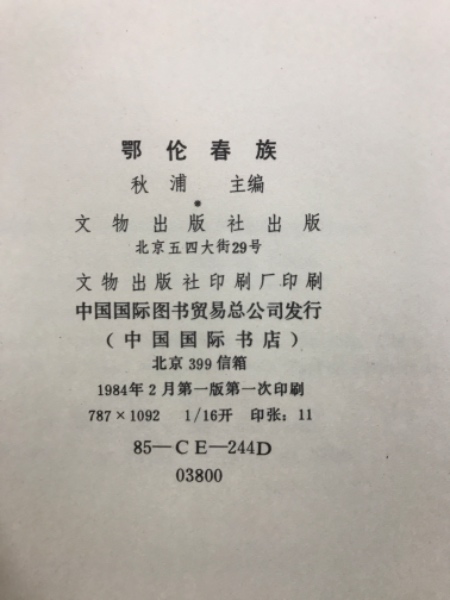 鄂伦春族
秋浦 主编
•
文物出版社出版
北京五四大街29号
文物出版社印刷厂印刷
中国国际图书贸易总公司发行
(中国国际书店)
北京399信箱
1984年2月第一版第一次印刷
787×1092 1/16开 印张:11
85—CE—244D
03800